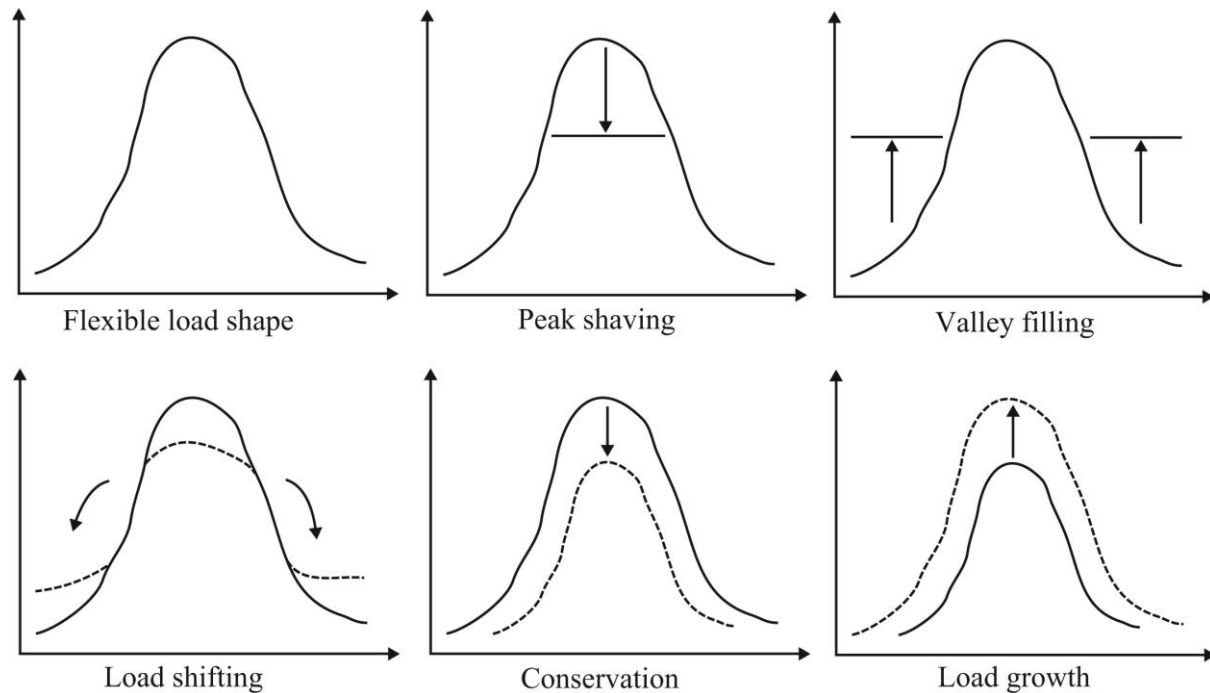 Flexible load shape
Peak shaving
Valley filling
Load shifting
Conservation
Load growth